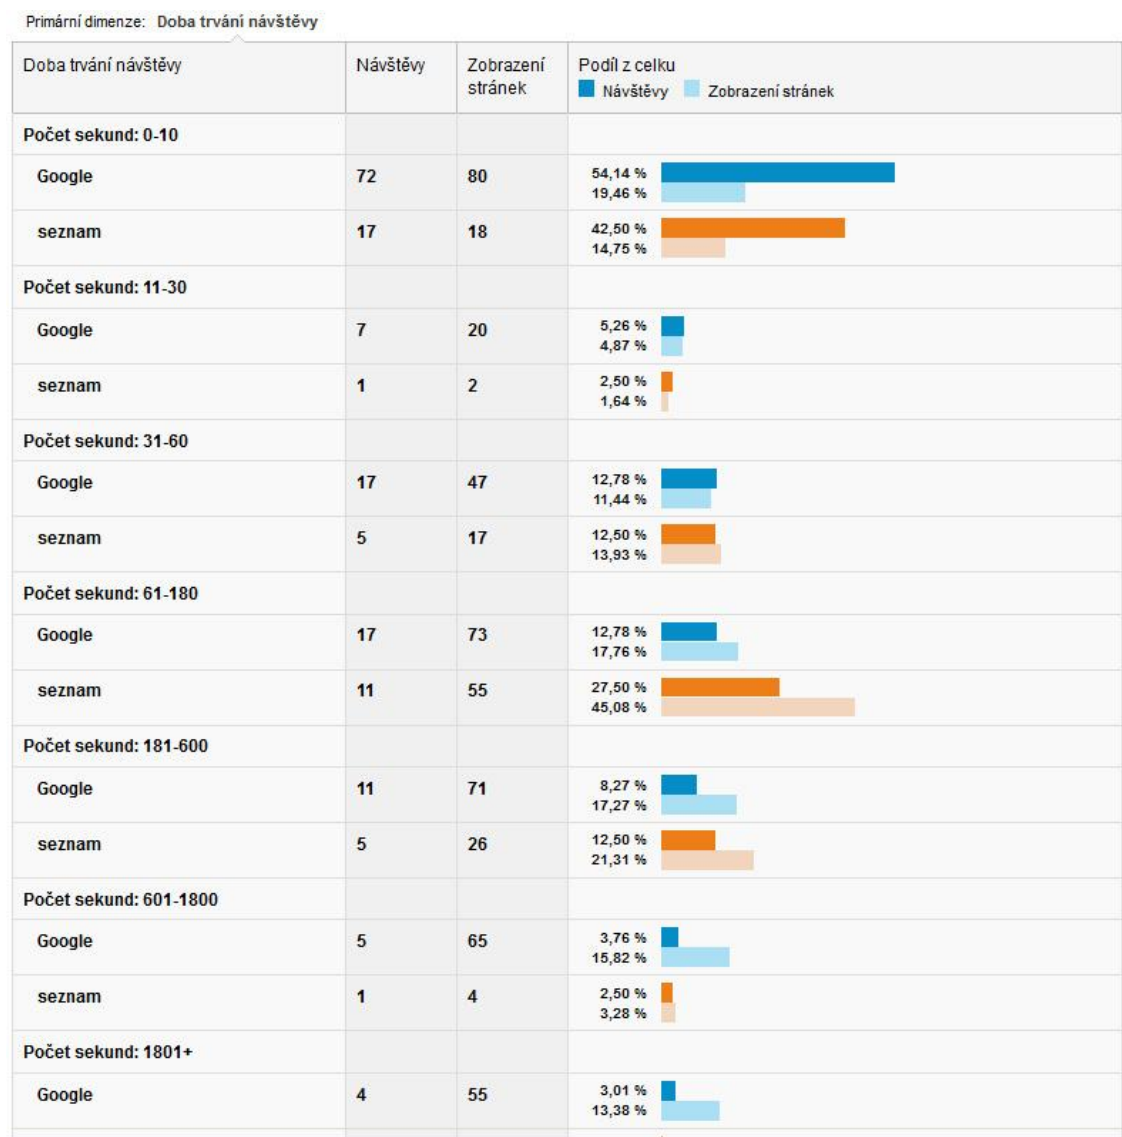 Primární dimenze: Doba trvání návštěvy
Doba trvání návštěvy Návštěvy Zobrazení stránek Podíl z celku
Návštěvy Zobrazení stránek
Počet sekund: 0-10
Google 72 80 54,14 %
19,46 %
seznam 17 18 42,50 %
14,75 %
Počet sekund: 11-30
Google 7 20 5,26 %
4,87 %
seznam 1 2 2,50 %
1,64 %
Počet sekund: 31-60
Google 17 47 12,78 %
11,44 %
seznam 5 17 12,50 %
13,93 %
Počet sekund: 61-180
Google 17 73 12,78 %
17,76 %
seznam 11 55 27,50 %
45,08 %
Počet sekund: 181-600
Google 11 71 8,27 %
17,27 %
seznam 5 26 12,50 %
21,31 %
Počet sekund: 601-1800
Google 5 65 3,76 %
15,82 %
seznam 1 4 2,50 %
3,28 %
Počet sekund: 1801+
Google 4 55 3,01 %
13,38 %